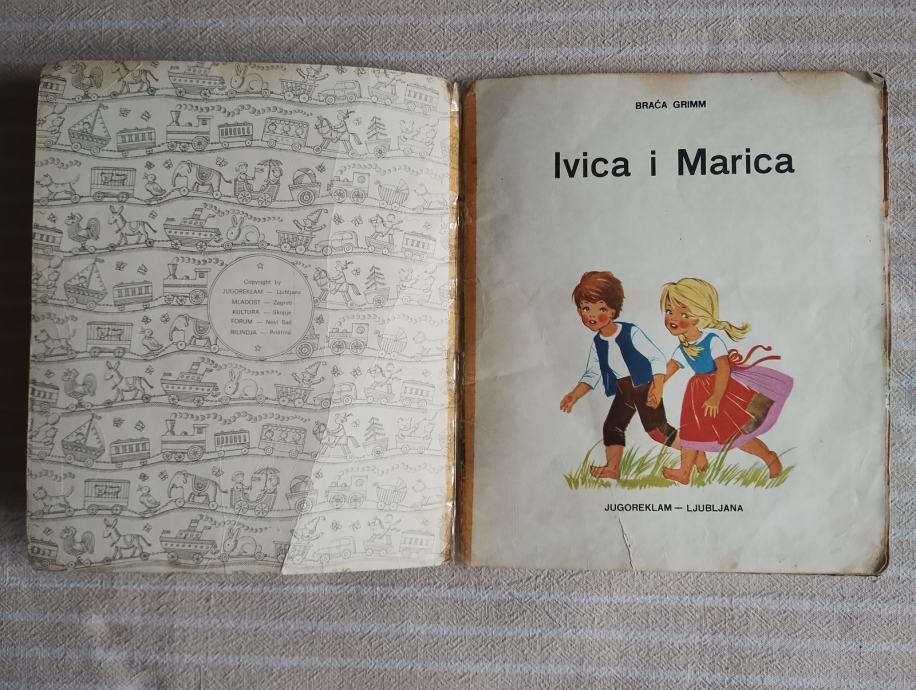 Copyright by
JUGOREKLAM — Ljubljana
MLADOST — Zagreb
KULTURA — Skopje
FORUM — Novi Sad
RILINDJA — Priština
BRAĆA GRIMM
Ivica i Marica
JUGOREKLAM — LJUBLJANA